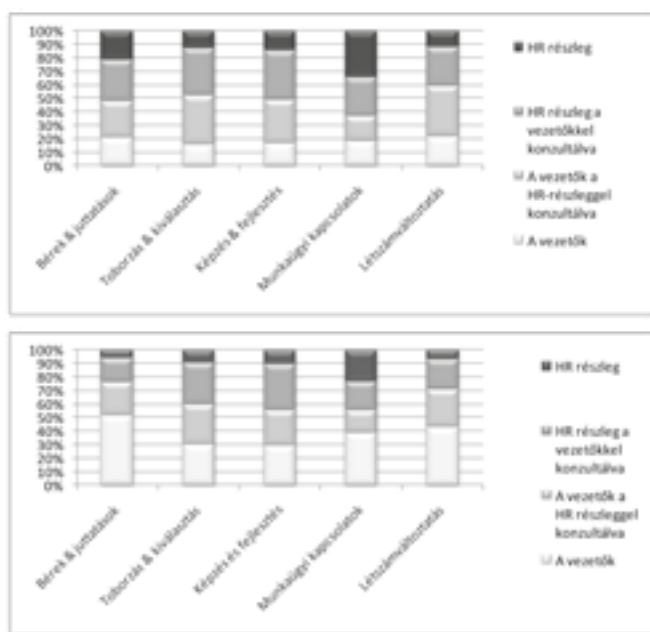 100%
90%
80%
70%
60%
50%
40%
30%
20%
10%
0%
Bérek & juttatások
Toborzás & kiválasztás
Képzés & fejlesztés
Munkaügyi kapcsolatok
Létszámváltoztatás
HR részleg
HR részleg a
vezetőkkel
konzultálva
A vezetők a
HR-részleggel
konzultálva
A vezetők
100%
90%
80%
70%
60%
50%
40%
30%
20%
10%
0%
Bérek & juttatások
Toborzás & kiválasztás
Képzés és fejlesztés
Munkaügyi kapcsolatok
Létszámváltoztatás
HR részleg
HR részleg a
vezetőkkel
konzultálva
A vezetők a
HR részleggel
konzultálva
A vezetők